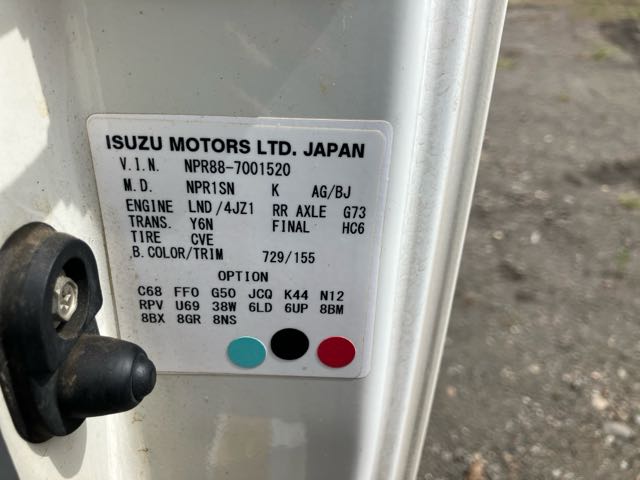 ISUZU MOTORS LTD. JAPAN
V.I.N. NPR88-7001520
M.D. NPR1SN K AG/BJ
ENGINE LND/4JZ1 RR AXLE G73
TRANS. Y6N FINAL HC6
TIRE CVE
B.COLOR/TRIM 729/155
OPTION
C68 FF0 G50 JCQ K44 N12
RPV U69 38W 6LD 6UP 8BM
8BX 8GR 8NS